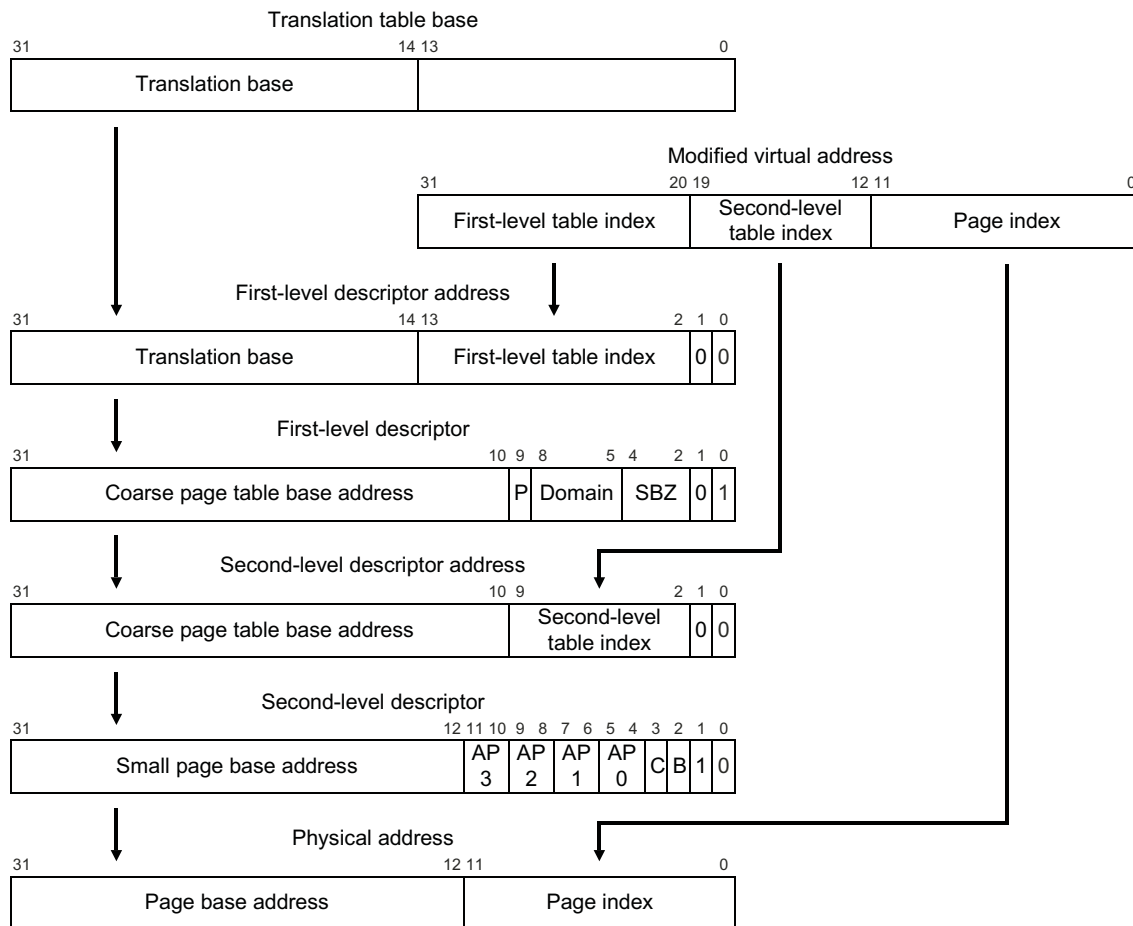 Translation table base
31 14 13 0
Translation base
Modified virtual address
31 20 19 12 11 0
First-level table index Second-level table index Page index
First-level descriptor address
31 14 13 2 1 0
Translation base First-level table index 0 0
First-level descriptor
31 10 9 8 5 4 2 1 0
Coarse page table base address P Domain SBZ 0 1
Second-level descriptor address
31 10 9 2 1 0
Coarse page table base address Second-level table index 0 0
Second-level descriptor
31 12 11 10 9 8 7 6 5 4 3 2 1 0
Small page base address AP 3 AP 2 AP 1 AP 0 C B 1 0
Physical address
31 12 11 0
Page base address Page index